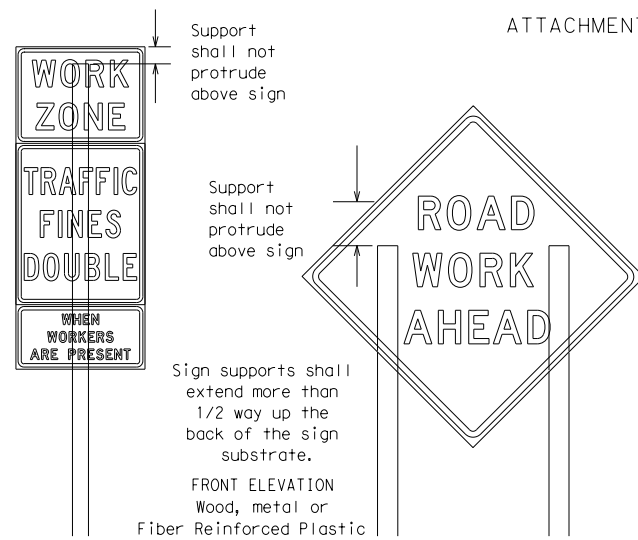 ATTACHMENT
Support
shall not
protrude
above sign
WORK
ZONE
TRAFFIC
FINES
DOUBLE
WHEN
WORKERS
ARE PRESENT
Support
shall not
protrude
above sign
ROAD
WORK
AHEAD
Sign supports shall
extend more than
1/2 way up the
back of the sign
substrate.
FRONT ELEVATION
Wood, metal or
Fiber Reinforced Plastic